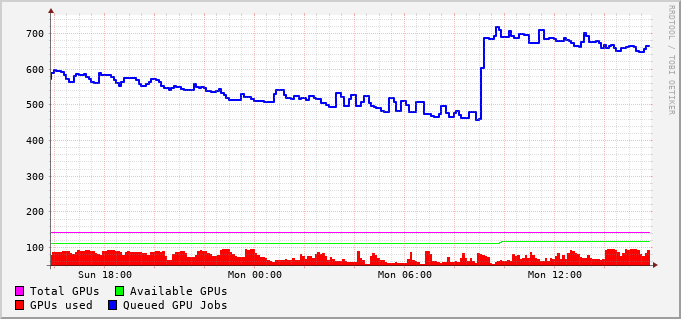 700
600
500
400
300
200
100
Sun 18:00 Mon 00:00 Mon 06:00 Mon 12:00
Total GPUs Available GPUs
GPUs used Queued GPU Jobs
RRDTOOL / TOBI OETIKER